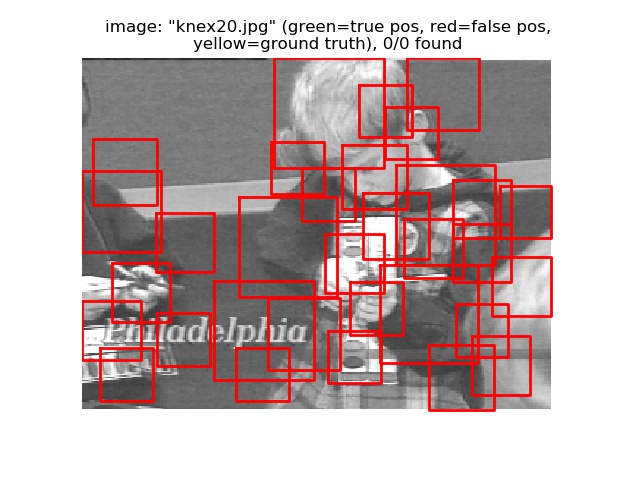 image: "knex20.jpg" (green=true pos, red=false pos,
yellow=ground truth), 0/0 found
Philadelphia